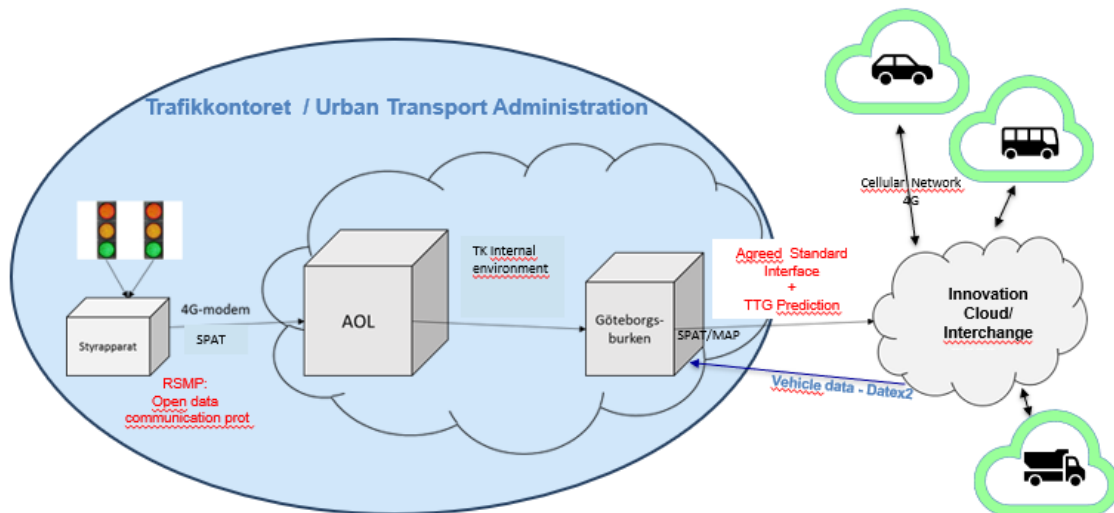 Trafikkontoret / Urban Transport Administration
Cellular Network
4G
TK Internal
environment
Agreed Standard
Interface
+
TTG Prediction
4G-modem
AOL
Göteborgs-
burken
Innovation
Cloud/
Interchange
Styrapparat
SPAT
SPAT/MAP
RSMP:
Open data
communication prot
Vehicle data - Datex2